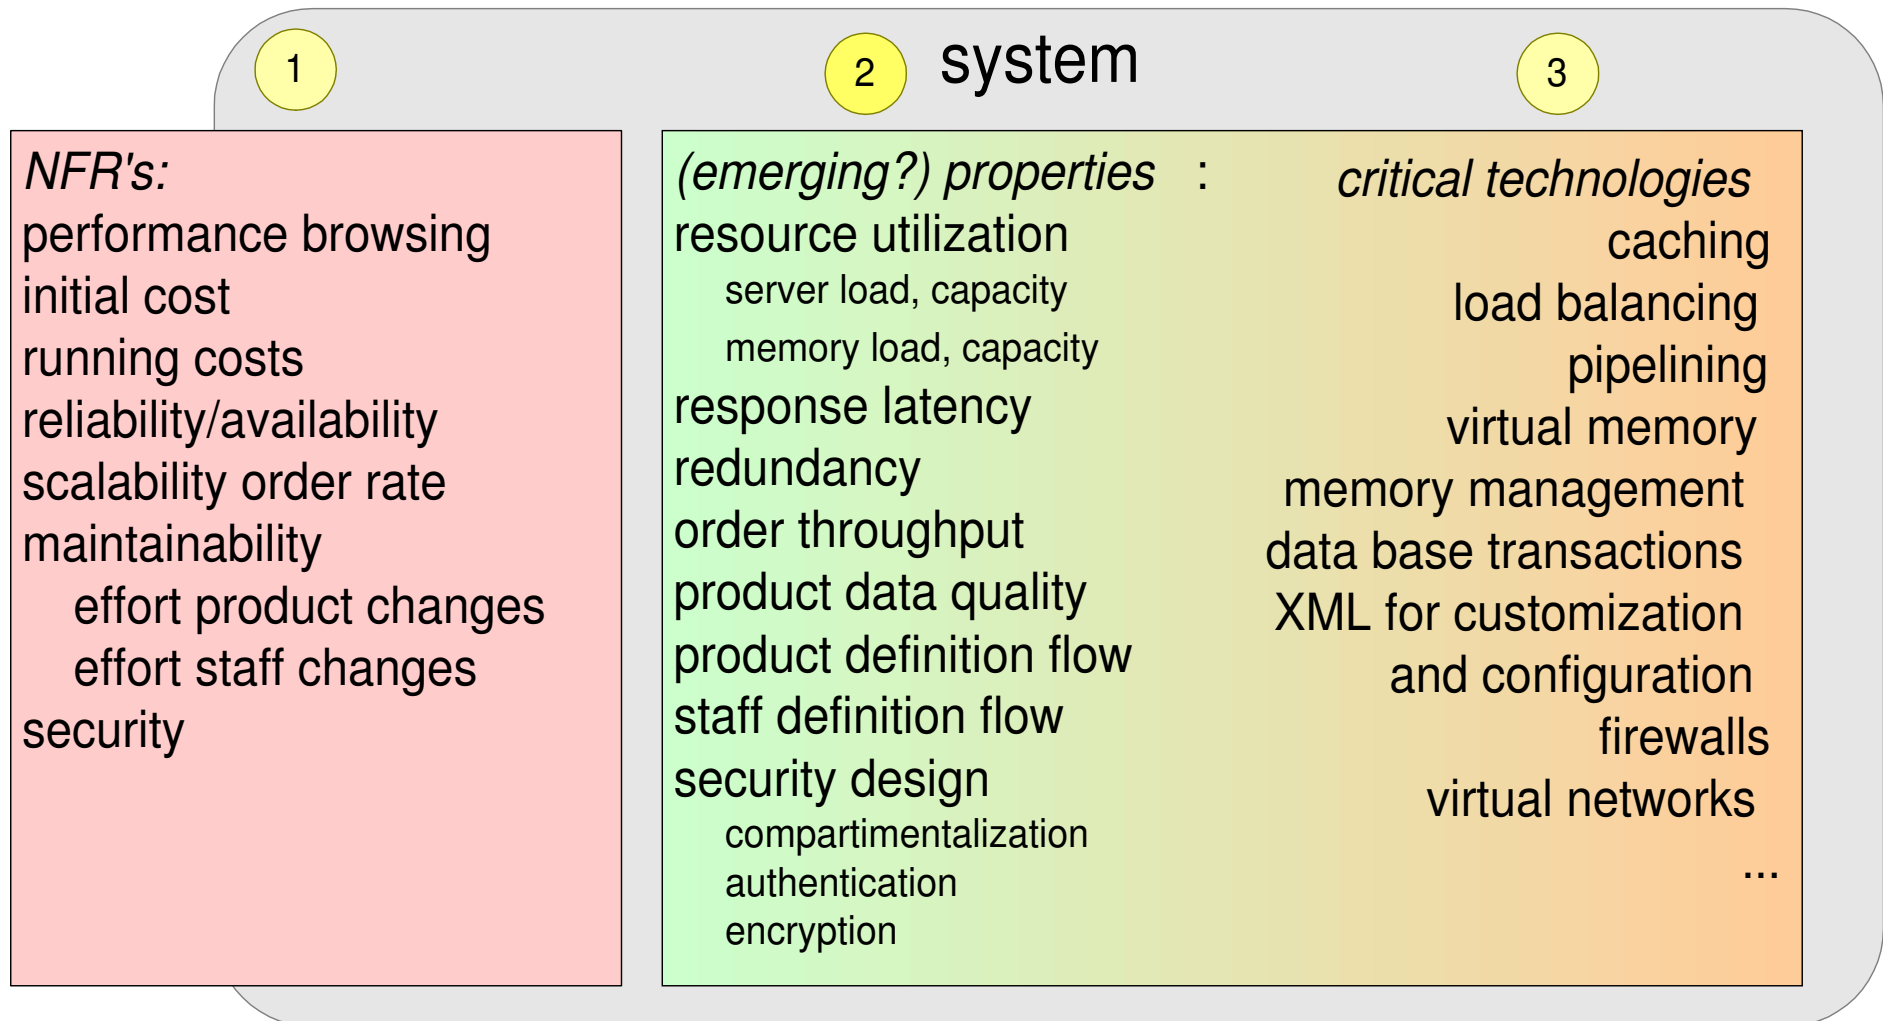 1
2
system
3
NFR's:
performance browsing
initial cost
running costs
reliability/availability
scalability order rate
maintainability
effort product changes
effort staff changes
security
(emerging?) properties :
resource utilization
server load, capacity
memory load, capacity
response latency
redundancy
order throughput
product data quality
product definition flow
staff definition flow
security design
compartimentalization
authentication
encryption
critical technologies
caching
load balancing
pipelining
virtual memory
memory management
data base transactions
XML for customization
and configuration
firewalls
virtual networks
...